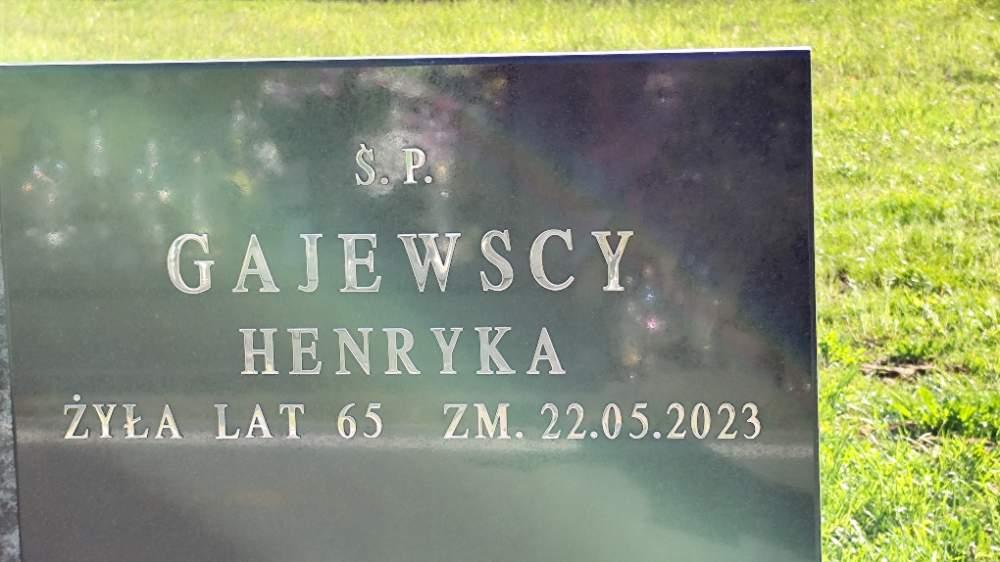 Ś. P.
GAJEWSCY
HENRYKA
ŻYŁA LAT 65 ZM. 22.05.2023